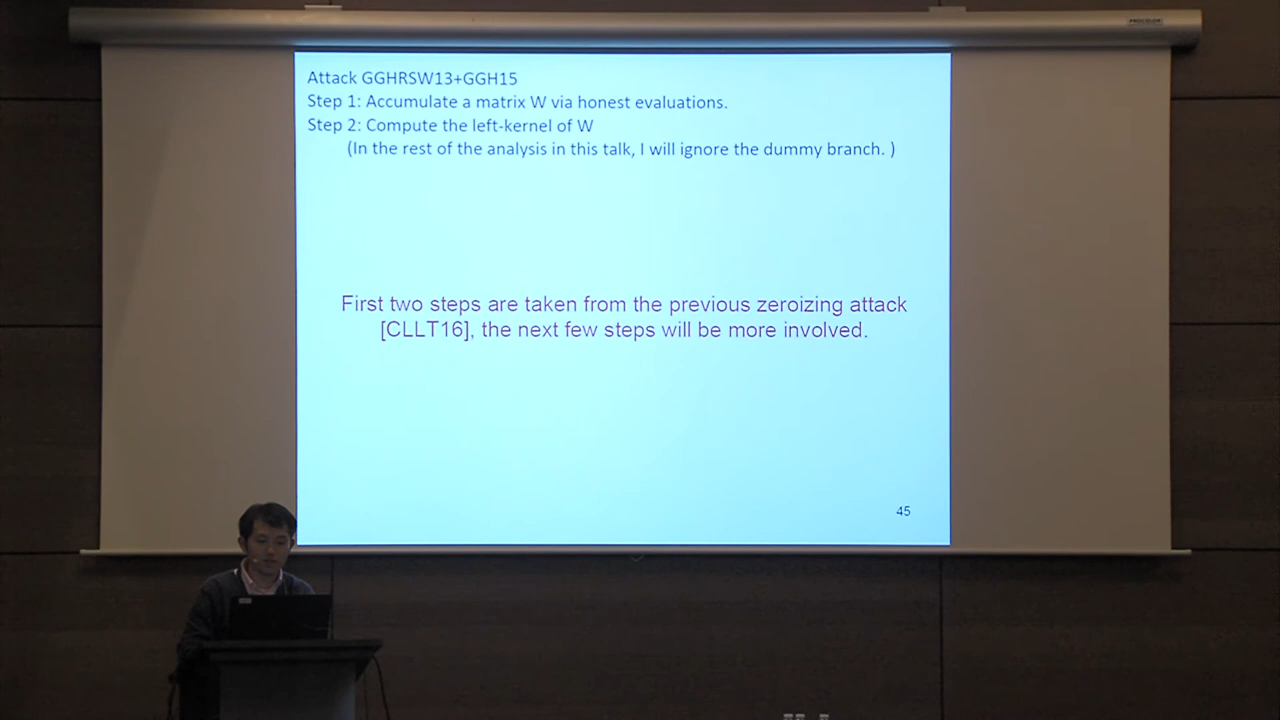 PROCOLOR
Attack GGHRSW13+GGH15
Step 1: Accumulate a matrix W via honest evaluations.
Step 2: Compute the left-kernel of W
(In the rest of the analysis in this talk, I will ignore the dummy branch. )
First two steps are taken from the previous zeroizing attack
[CLLT16], the next few steps will be more involved.
45